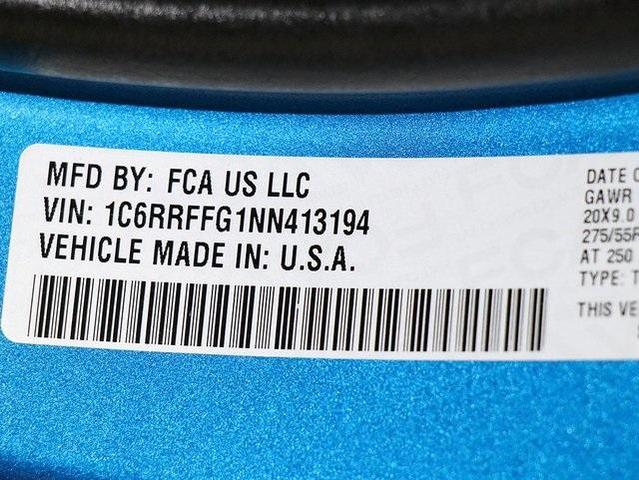 MFD BY: FCA US LLC
VIN: 1C6RRFFG1NN413194
VEHICLE MADE IN: U.S.A.
DATE
GAWR
20X9.0
275/55R
AT 250
TYPE:
THIS